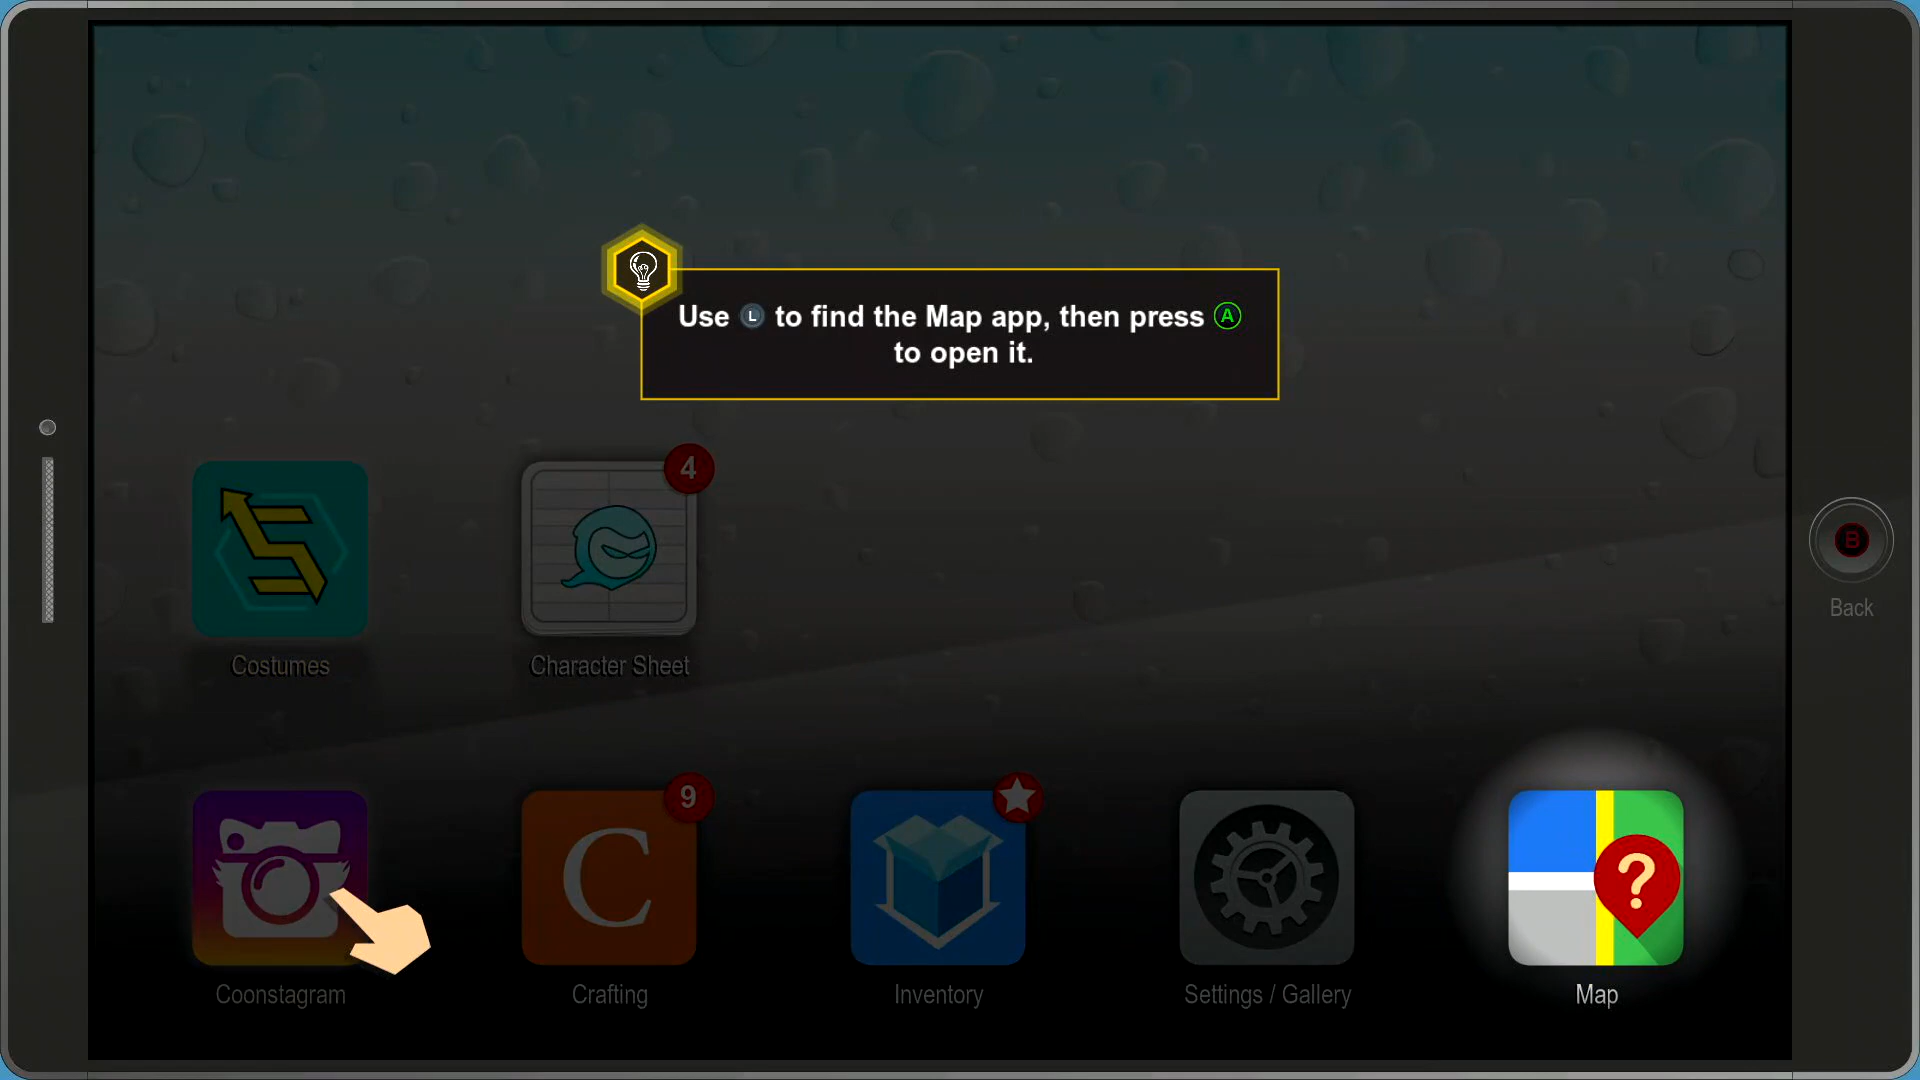 Use L to find the Map app, then press A
to open it.
4
B
Back
Costumes
Character Sheet
9
C
?
Coonstagram
Crafting
Inventory
Settings / Gallery
Map